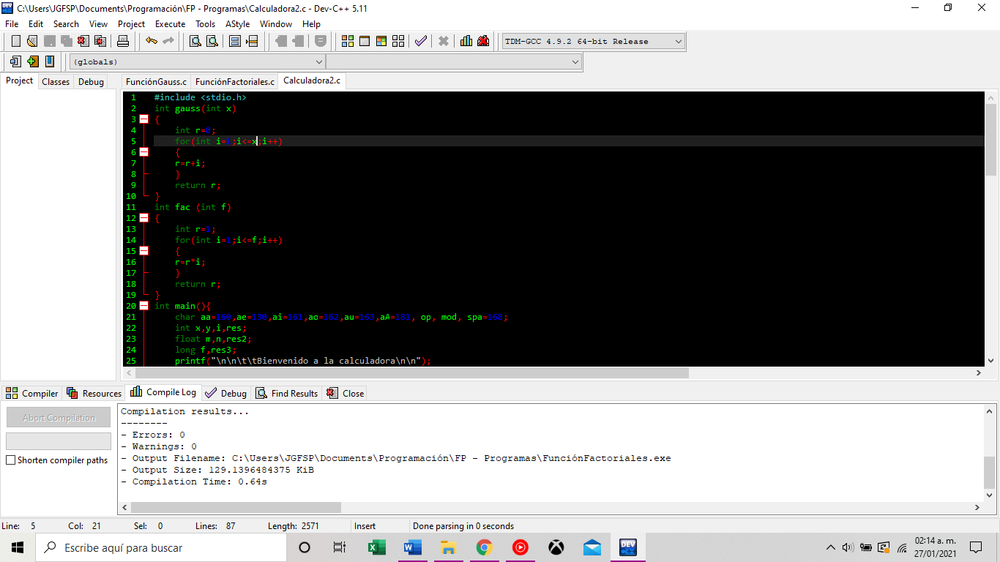 C:\Users\JGFSP\Documents\Programación\FP - Programas\Calculadora2.c - Dev-C++ 5.11
File Edit Search View Project Execute Tools AStyle Window Help
TDM-GCC 4.9.2 64-bit Release
(globals)
Project Classes Debug FunciónGauss.c FunciónFactoriales.c Calculadora2.c
1 #include <stdio.h>
2 int gauss(int x)
3 {
4 int r=0;
5 for(int i=1;i<=x;i++)
6 {
7 r=r+i;
8 }
9 return r;
10 }
11 int fac (int f)
12 {
13 int r=1;
14 for(int i=1;i<=f;i++)
15 {
16 r=r*i;
17 }
18 return r;
19 }
20 int main(){
21 char aa=160,ae=130,ai=161,ao=162,au=163,aA=181, op, mod, spa=168;
22 int x,y,i,res;
23 float m,n,res2;
24 long f,res3;
25 printf("\n\n\t\tBienvenido a la calculadora\n\n");
Compiler Resources Compile Log Debug Find Results Close
Abort Compilation
Shorten compiler paths
Compilation results...
--------
- Errors: 0
- Warnings: 0
- Output Filename: C:\Users\JGFSP\Documents\Programación\FP - Programas\FunciónFactoriales.exe
- Output Size: 129.1396484375 KiB
- Compilation Time: 0.64s
Line: 5 Col: 21 Sel: 0 Lines: 87 Length: 2571 Insert Done parsing in 0 seconds
Escribe aquí para buscar
02:14 a. m.
27/01/2021